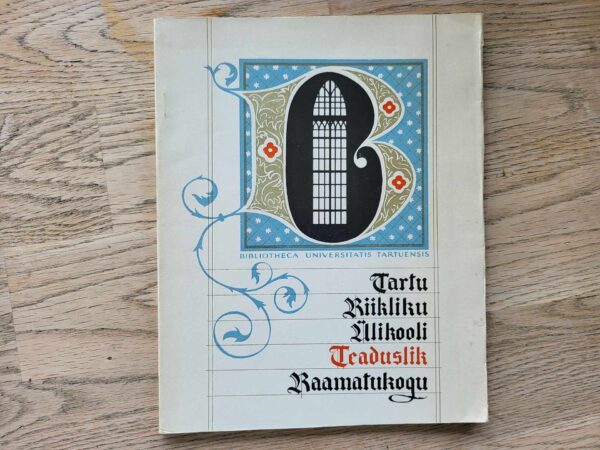 B
BIBLIOTHECA UNIVERSITATIS TARTUENSIS
Tartu
Riikliku
Ülikooli
Teaduslik
Raamatukogu